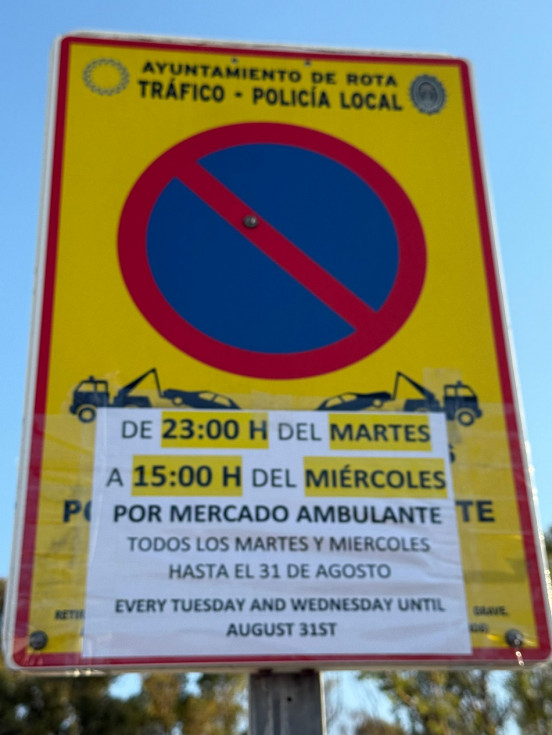 AYUNTAMIENTO DE ROTA
TRÁFICO - POLICÍA LOCAL
DE 23:00 H DEL MARTES
A 15:00 H DEL MIÉRCOLES
POR MERCADO AMBULANTE
TODOS LOS MARTES Y MIERCOLES
HASTA EL 31 DE AGOSTO
EVERY TUESDAY AND WEDNESDAY UNTIL
AUGUST 31ST
GRAVE.